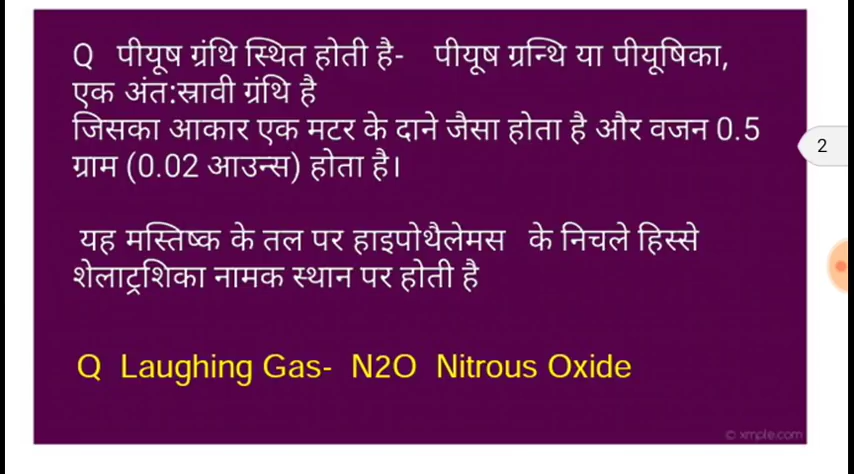 Q पीयूष ग्रंथि स्थित होती है- पीयूष ग्रन्थि या पीयूषिका,
एक अंत:स्रावी ग्रंथि है
जिसका आकार एक मटर के दाने जैसा होता है और वजन 0.5
ग्राम (0.02 आउन्स) होता है।
यह मस्तिष्क के तल पर हाइपोथैलेमस के निचले हिस्से
शेलाट्रशिका नामक स्थान पर होती है
Q Laughing Gas- N2O Nitrous Oxide
© xmple.com
2